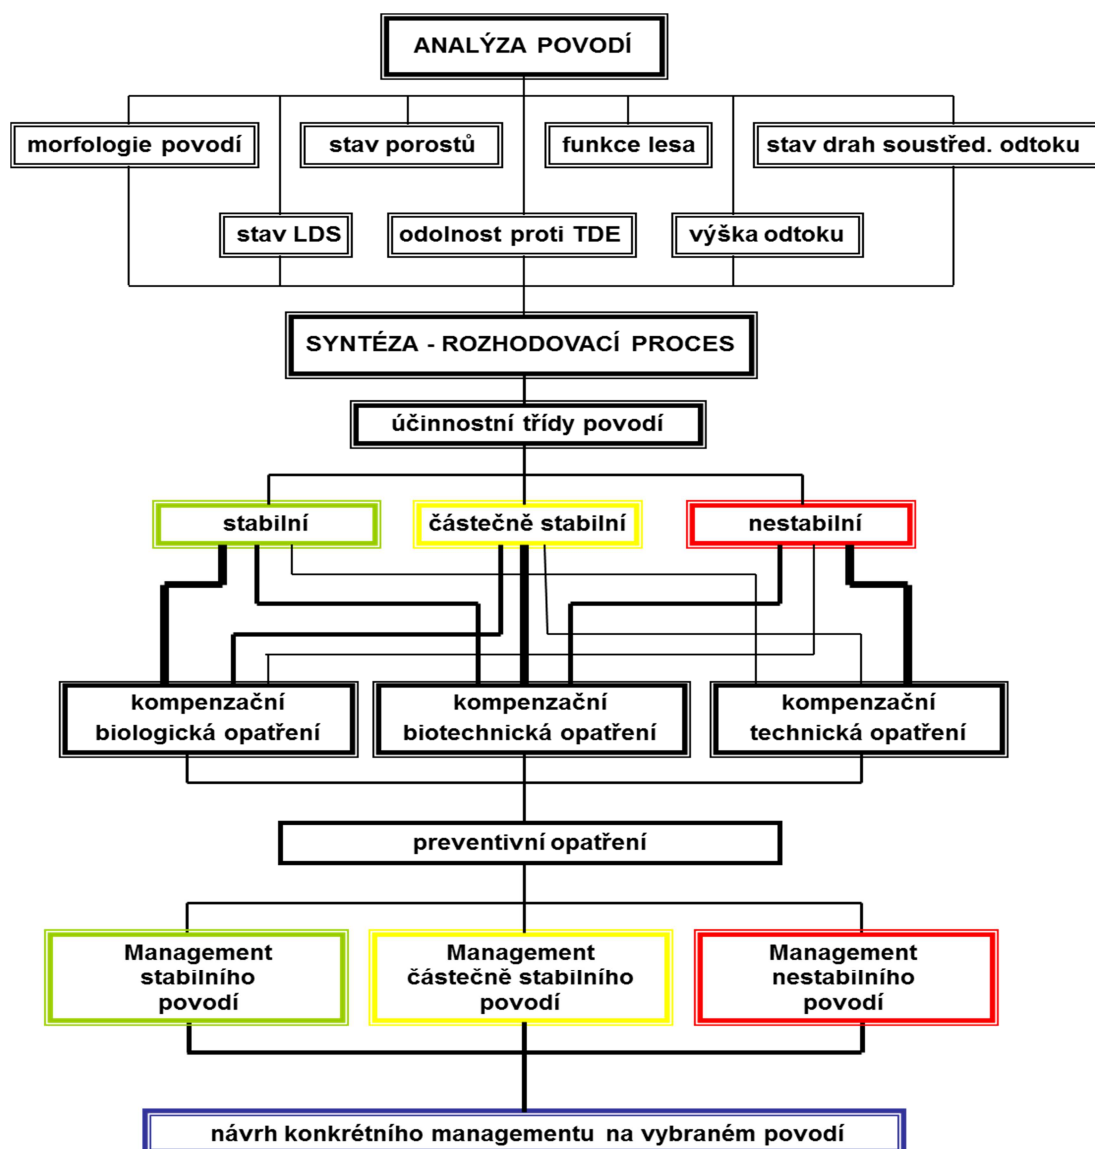 ANALÝZA POVODÍ
morfologie povodí
stav porostů
funkce lesa
stav drah soustřed. odtoku
stav LDS
odolnost proti TDE
výška odtoku
SYNTÉZA - ROZHODOVACÍ PROCES
účinnostní třídy povodí
stabilní
částečně stabilní
nestabilní
kompenzační
biologická opatření
kompenzační
biotechnická opatření
kompenzační
technická opatření
preventivní opatření
Management
stabilního
povodí
Management
částečně stabilního
povodí
Management
nestabilního
povodí
návrh konkrétního managementu na vybraném povodí